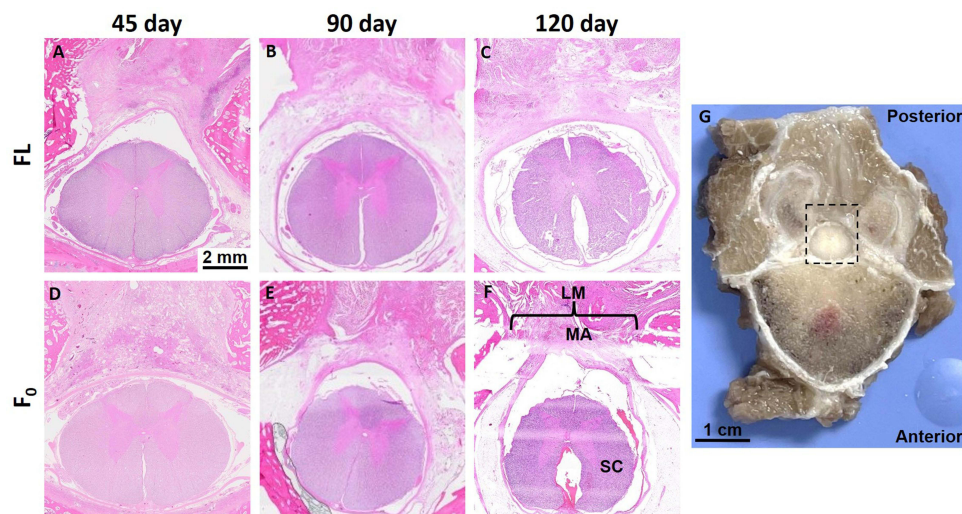 45 day
90 day
120 day
FL
A
B
C
2 mm
F₀
D
E
F
LM
MA
SC
G
Posterior
1 cm
Anterior